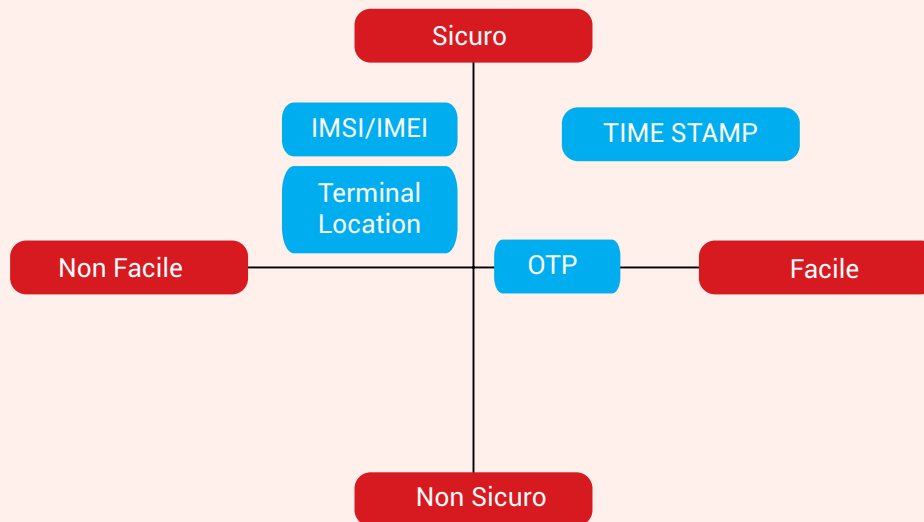 Sicuro
IMSI/IMEI
TIME STAMP
Terminal
Location
Non Facile
OTP
Facile
Non Sicuro